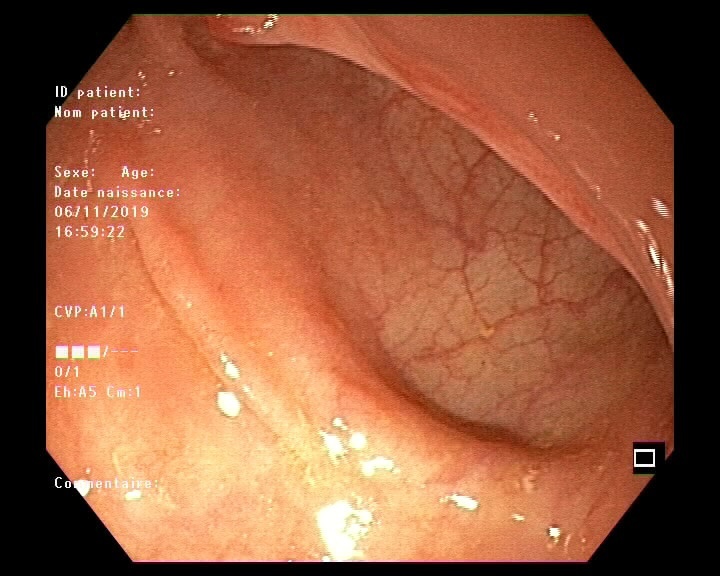 ID patient:
Nom patient:
Sexe: Age:
Date naissance:
06/11/2019
16:59:22
CVP:A1/1
■■■/---
0/1
Eh:A5 Cm:1
Commentaire: